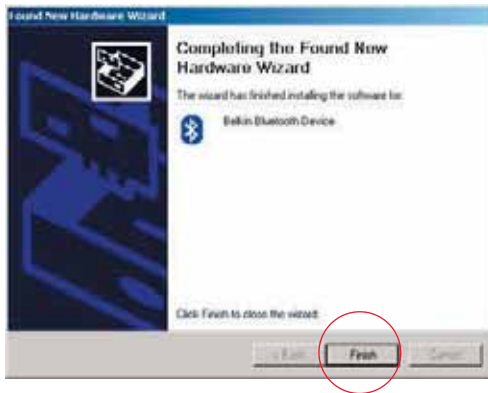 Found New Hardware Wizard
Completing the Found New
Hardware Wizard
The wizard has finished installing the software for:
Belkin Bluetooth Device
Click Finish to close the wizard.
< Back
Finish
Cancel